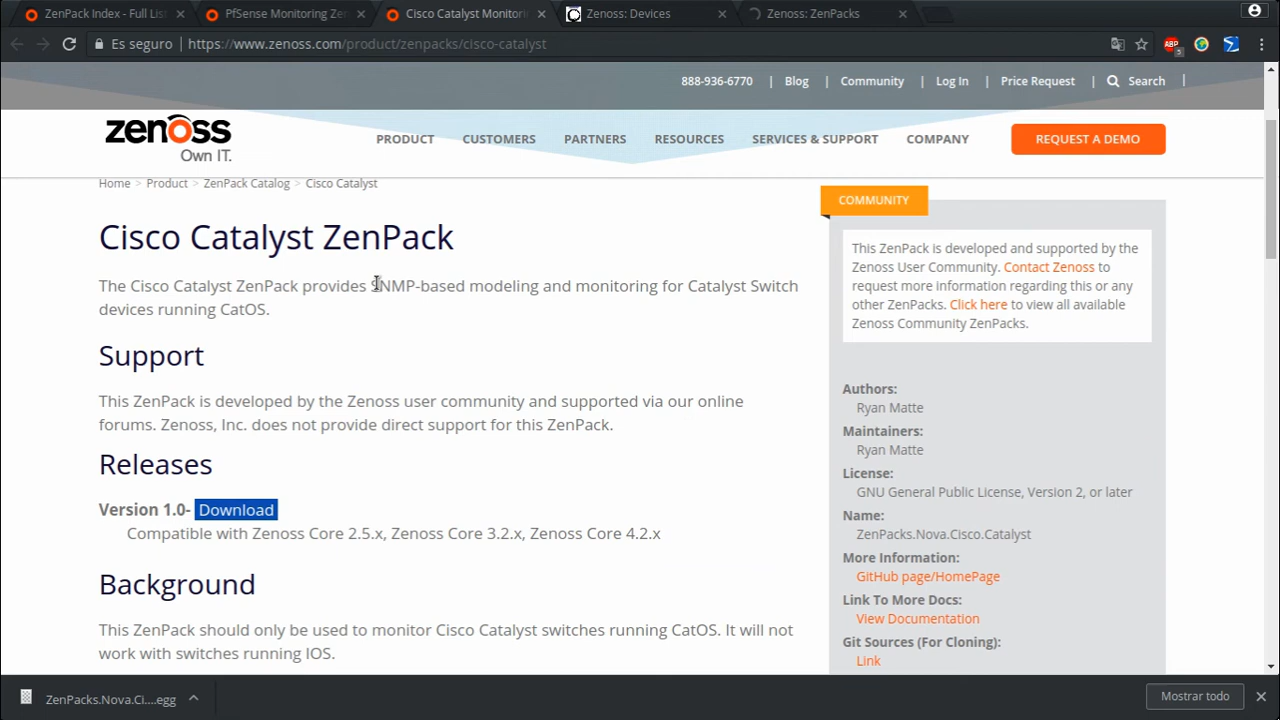 ZenPack Index - Full List
PfSense Monitoring Zen
Cisco Catalyst Monitorin
Zenoss: Devices
Zenoss: ZenPacks
Es seguro
https://www.zenoss.com/product/zenpacks/cisco-catalyst
ABP
5
888-936-6770 | Blog | Community | Log In | Price Request | Search |
zenoss
Own IT.
PRODUCT CUSTOMERS PARTNERS RESOURCES SERVICES & SUPPORT COMPANY REQUEST A DEMO
Home > Product > ZenPack Catalog > Cisco Catalyst
Cisco Catalyst ZenPack
The Cisco Catalyst ZenPack provides SNMP-based modeling and monitoring for Catalyst Switch
devices running CatOS.
Support
This ZenPack is developed by the Zenoss user community and supported via our online
forums. Zenoss, Inc. does not provide direct support for this ZenPack.
Releases
Version 1.0- Download
Compatible with Zenoss Core 2.5.x, Zenoss Core 3.2.x, Zenoss Core 4.2.x
Background
This ZenPack should only be used to monitor Cisco Catalyst switches running CatOS. It will not
work with switches running IOS.
COMMUNITY
This ZenPack is developed and supported by the
Zenoss User Community. Contact Zenoss to
request more information regarding this or any
other ZenPacks. Click here to view all available
Zenoss Community ZenPacks.
Authors:
Ryan Matte
Maintainers:
Ryan Matte
License:
GNU General Public License, Version 2, or later
Name:
ZenPacks.Nova.Cisco.Catalyst
More Information:
GitHub page/HomePage
Link To More Docs:
View Documentation
Git Sources (For Cloning):
Link
ZenPacks.Nova.Ci....egg
Mostrar todo